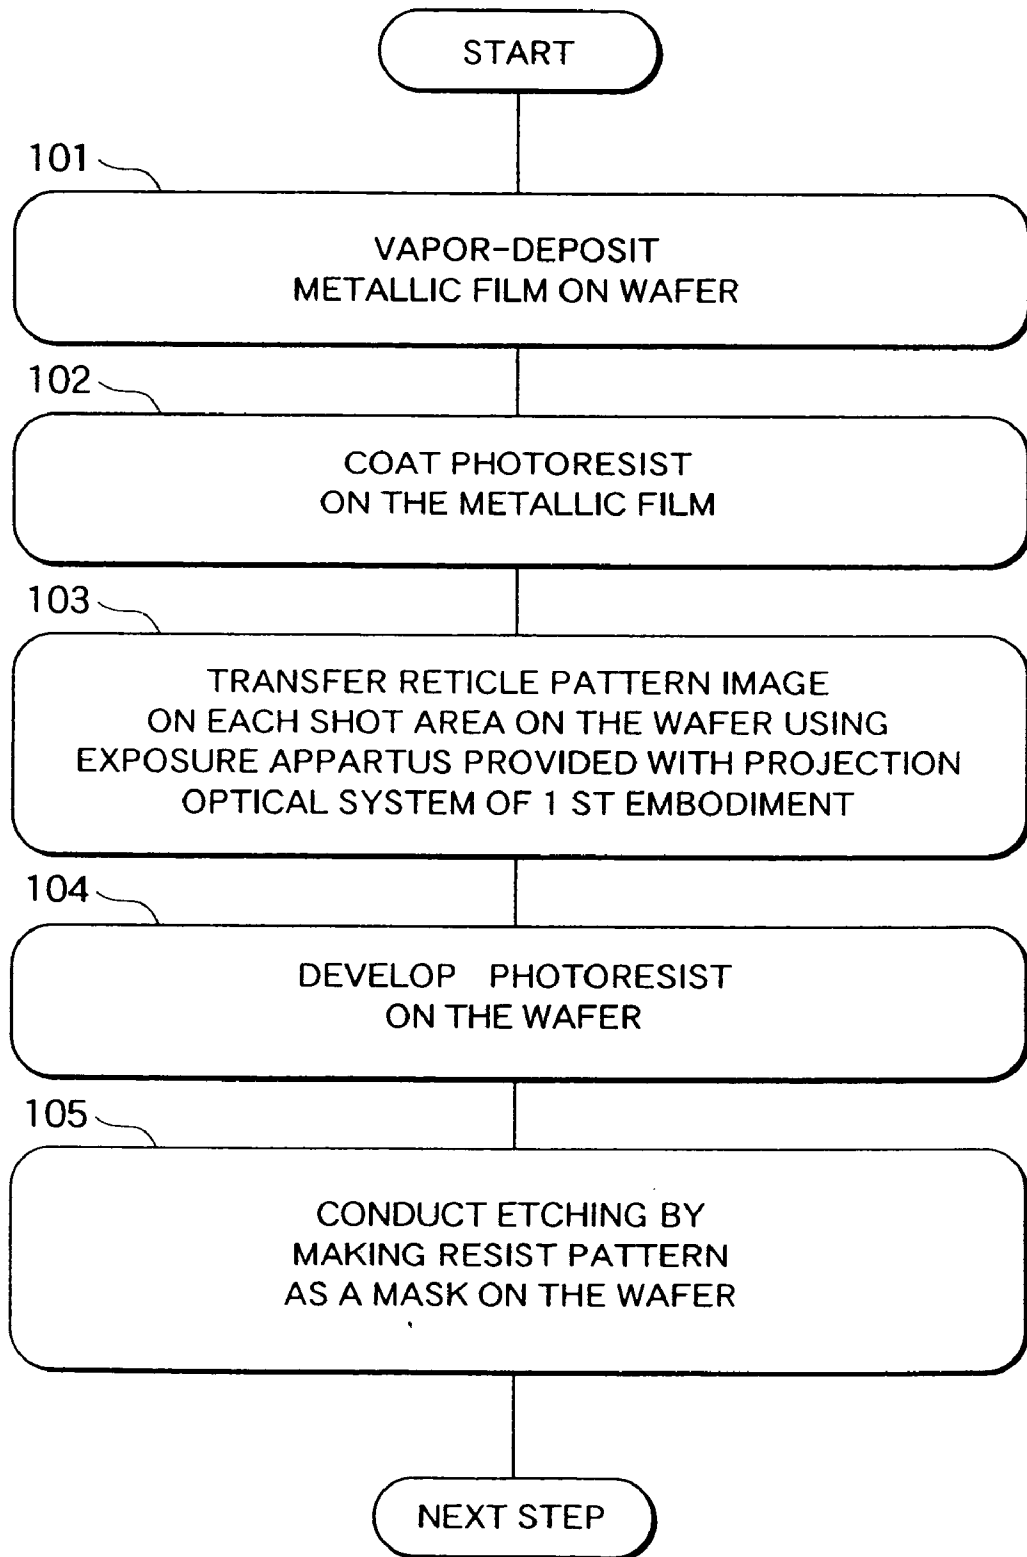 START
101
VAPOR-DEPOSIT
METALLIC FILM ON WAFER
102
COAT PHOTORESIST
ON THE METALLIC FILM
103
TRANSFER RETICLE PATTERN IMAGE
ON EACH SHOT AREA ON THE WAFER USING
EXPOSURE APPARTUS PROVIDED WITH PROJECTION
OPTICAL SYSTEM OF 1 ST EMBODIMENT
104
DEVELOP PHOTORESIST
ON THE WAFER
105
CONDUCT ETCHING BY
MAKING RESIST PATTERN
AS A MASK ON THE WAFER
NEXT STEP